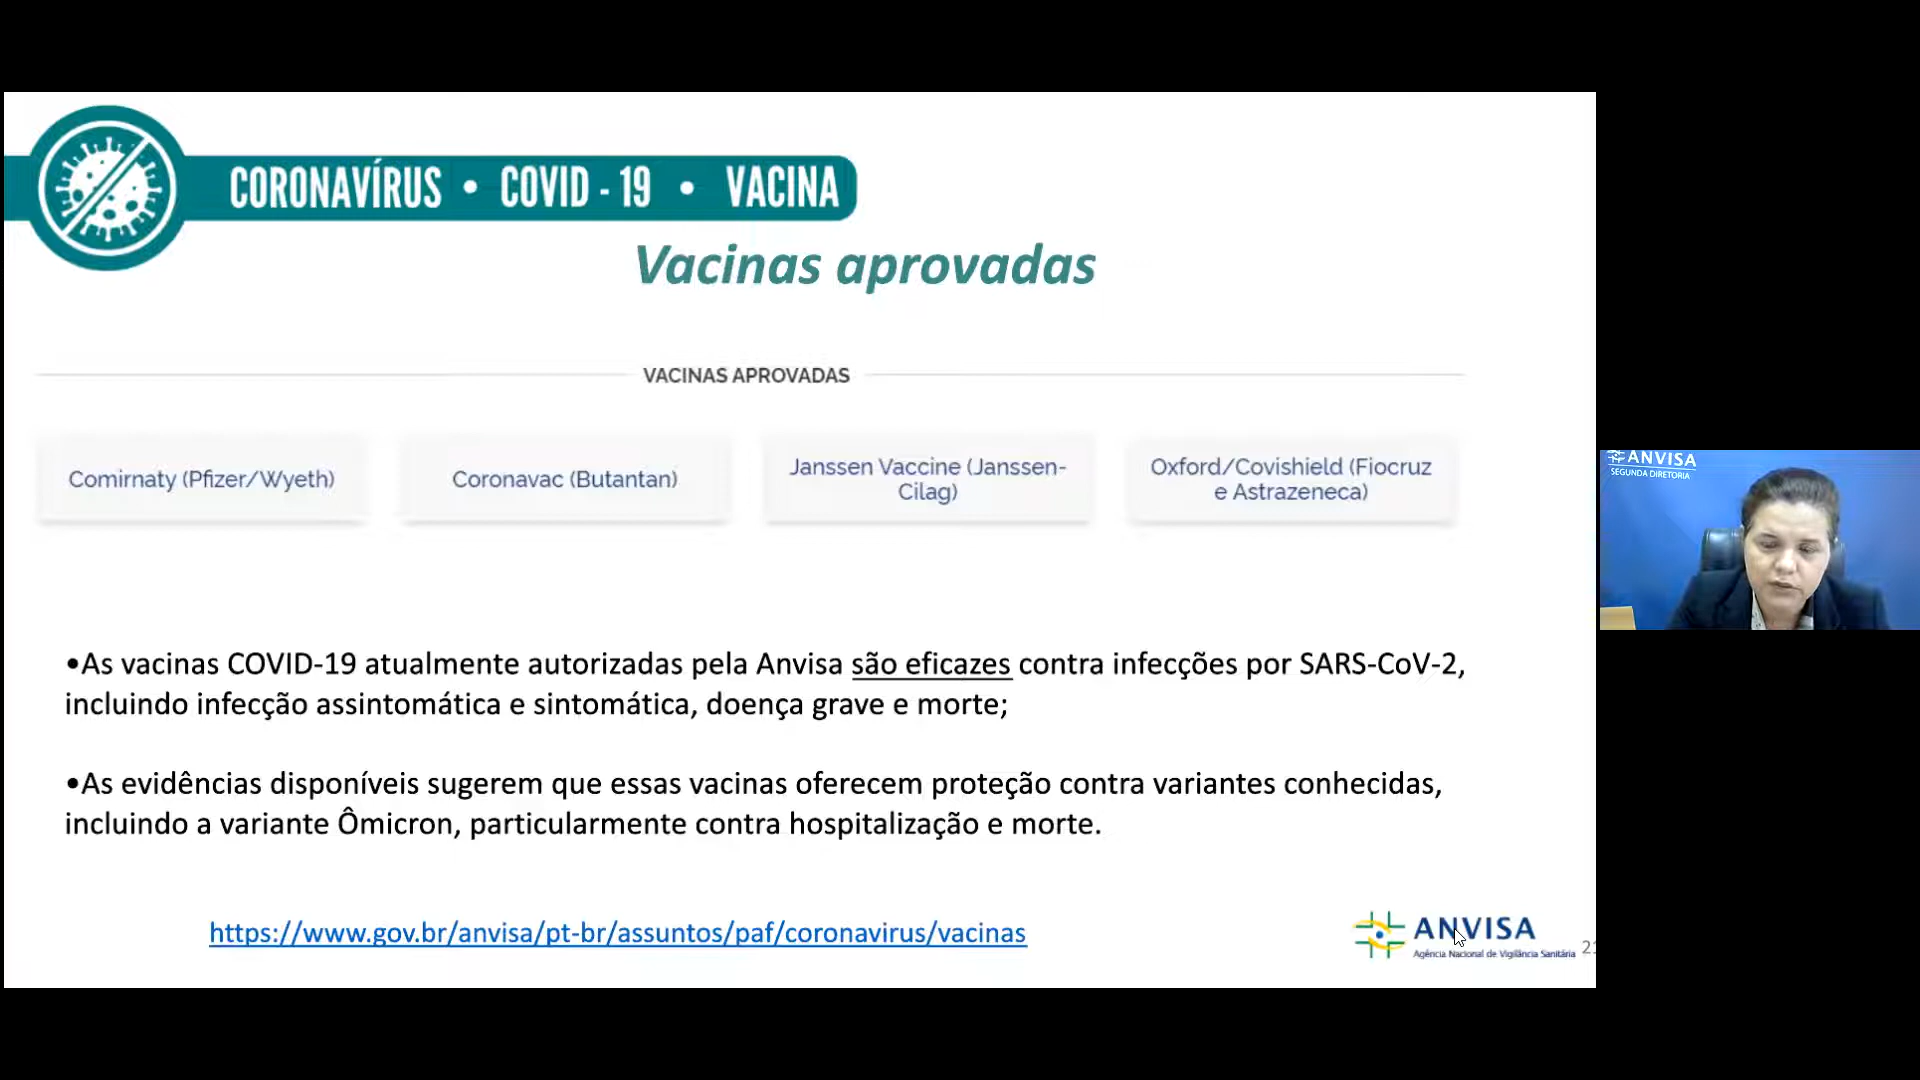 CORONAVÍRUS • COVID - 19 • VACINA
Vacinas aprovadas
VACINAS APROVADAS
Comirnaty (Pfizer/Wyeth)
Coronavac (Butantan)
Janssen Vaccine (Janssen-
Cilag)
Oxford/Covishield (Fiocruz
e Astrazeneca)
•As vacinas COVID-19 atualmente autorizadas pela Anvisa são eficazes contra infecções por SARS-CoV-2,
incluindo infecção assintomática e sintomática, doença grave e morte;
•As evidências disponíveis sugerem que essas vacinas oferecem proteção contra variantes conhecidas,
incluindo a variante Ômicron, particularmente contra hospitalização e morte.
https://www.gov.br/anvisa/pt-br/assuntos/paf/coronavirus/vacinas
ANVISA
Agência Nacional de Vigilância Sanitária
ANVISA
SEGUNDA DIRETORIA